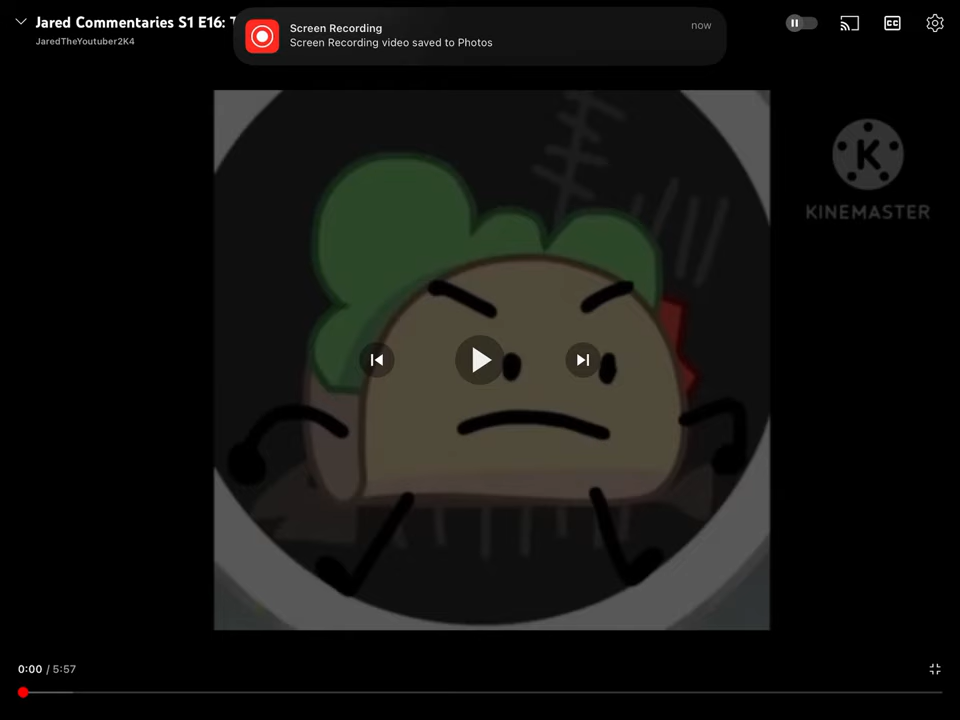 Jared Commentaries S1 E16:
JaredTheYoutuber2K4
Screen Recording
now
Screen Recording video saved to Photos
CC
K
KINEMASTER
0:00 / 5:57